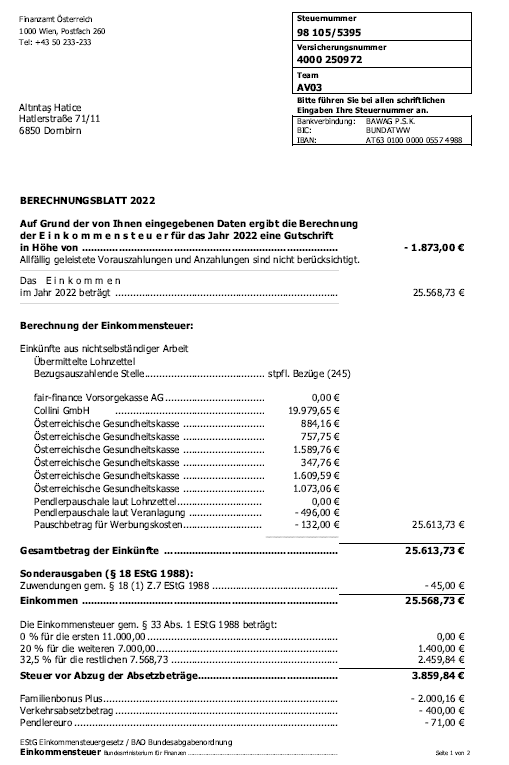 Finanzamt Österreich
1000 Wien, Postfach 260
Tel: +43 50 233-233
Steuernummer
98 105/5395
Versicherungsnummer
4000 250972
Team
AV03
Bitte führen Sie bei allen schriftlichen
Eingaben Ihre Steuernummer an.
Bankverbindung: BAWAG P.S.K.
BIC: BUNDATWW
IBAN: AT63 0100 0000 0557 4988
Altıntaş Hatice
Hatlerstraße 71/11
6850 Dornbirn
BERECHNUNGSBLATT 2022
Auf Grund der von Ihnen eingegebenen Daten ergibt die Berechnung
der E i n k o m m e n s t e u e r für das Jahr 2022 eine Gutschrift
in Höhe von ........ - 1.873,00 €
Allfällig geleistete Vorauszahlungen und Anzahlungen sind nicht berücksichtigt.
Das E i n k o m m e n
im Jahr 2022 beträgt ........ 25.568,73 €
Berechnung der Einkommensteuer:
Einkünfte aus nichtselbständiger Arbeit
Übermittelte Lohnzettel
Bezugsauszahlende Stelle........ stpfl. Bezüge (245)
fair-finance Vorsorgekasse AG ........ 0,00 €
Collini GmbH ........ 19.979,65 €
Österreichische Gesundheitskasse ........ 884,16 €
Österreichische Gesundheitskasse ........ 757,75 €
Österreichische Gesundheitskasse ........ 1.589,76 €
Österreichische Gesundheitskasse ........ 347,76 €
Österreichische Gesundheitskasse ........ 1.609,59 €
Österreichische Gesundheitskasse ........ 1.073,06 €
Pendlerpauschale laut Lohnzettel........ 0,00 €
Pendlerpauschale laut Veranlagung ........ - 496,00 €
Pauschbetrag für Werbungskosten........ - 132,00 € 25.613,73 €
Gesamtbetrag der Einkünfte ........ 25.613,73 €
Sonderausgaben (§ 18 EStG 1988):
Zuwendungen gem. § 18 (1) Z.7 EStG 1988 ........ - 45,00 €
Einkommen ........ 25.568,73 €
Die Einkommensteuer gem. § 33 Abs. 1 EStG 1988 beträgt:
0 % für die ersten 11.000,00........ 0,00 €
20 % für die weiteren 7.000,00........ 1.400,00 €
32,5 % für die restlichen 7.568,73 ........ 2.459,84 €
Steuer vor Abzug der Absetzbeträge........ 3.859,84 €
Familienbonus Plus........ - 2.000,16 €
Verkehrsabsetzbetrag ........ - 400,00 €
Pendlereuro ........ - 71,00 €
EStG Einkommensteuergesetz / BAO Bundesabgabenordnung
Einkommensteuer Bundesministerium für Finanzen ........ Seite 1 von 2